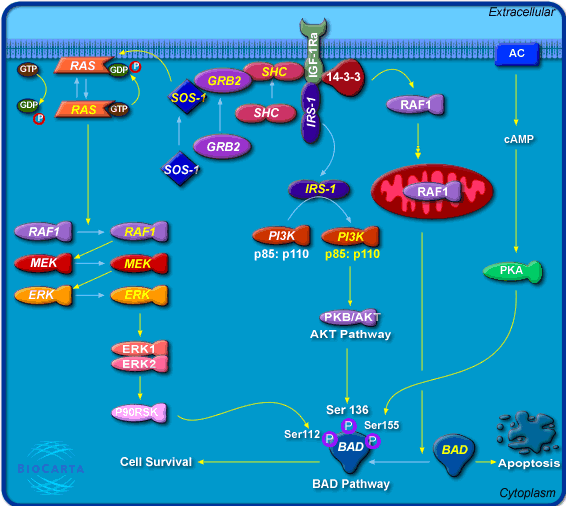 Extracellular
IGF-1Ra
AC
GTP
RAS
GDP
P
SOS-1
GRB2
SHC
14-3-3
GDP
P
RAS
GTP
SHC
IRS-1
RAF1
SOS-1
GRB2
cAMP
IRS-1
RAF1
RAF1
RAF1
PI3K
PI3K
p85: p110
p85: p110
MEK
MEK
PKA
ERK
ERK
PKB/AKT
AKT Pathway
ERK1
ERK2
P90RSK
Ser 136
Ser112
Ser155
P
P
P
BAD
BAD
BIOCARTA
Cell Survival
Apoptosis
BAD Pathway
Cytoplasm